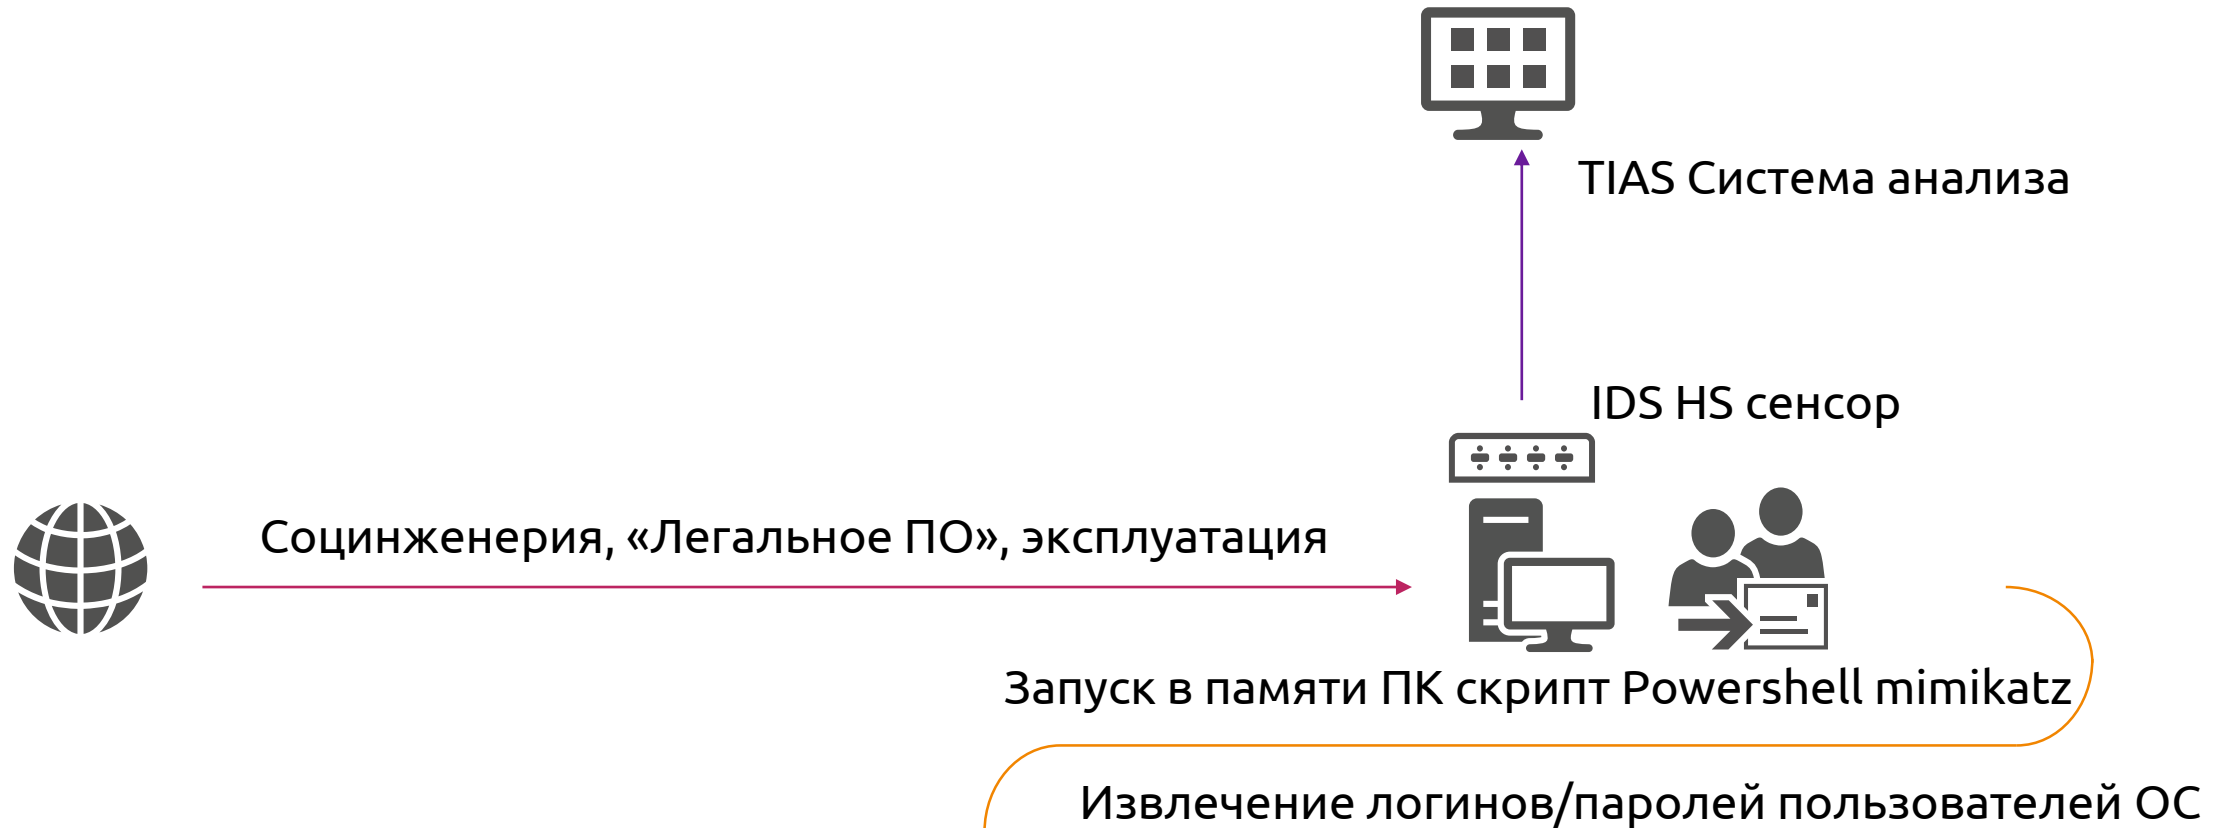 TIAS Система анализа
IDS HS сенсор
Социнженерия, «Легальное ПО», эксплуатация
Запуск в памяти ПК скрипт Powershell mimikatz
Извлечение логинов/паролей пользователей ОС